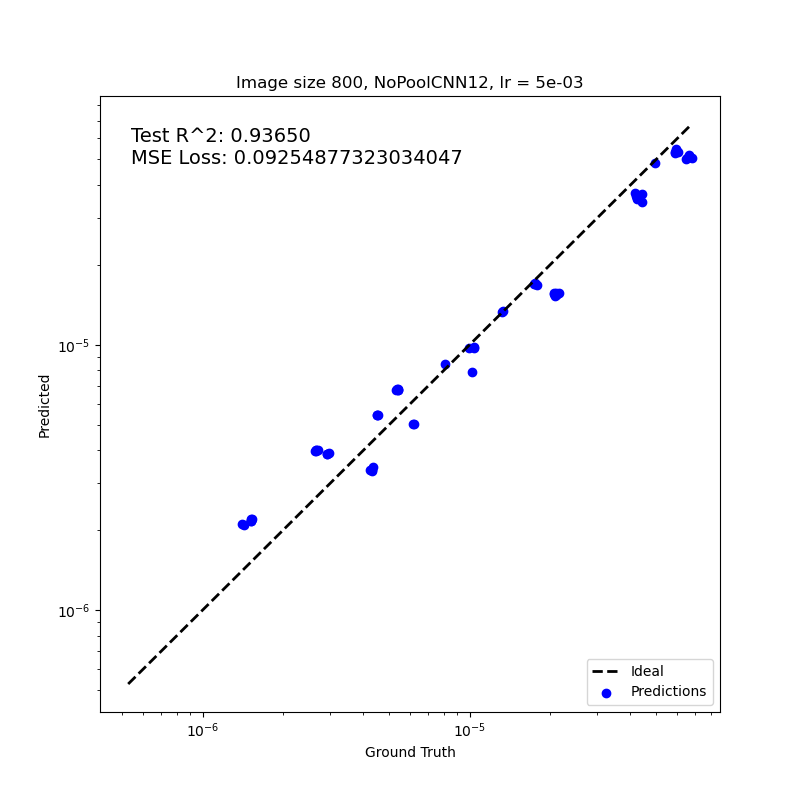 Image size 800, NoPoolCNN12, lr = 5e-03
Test R^2: 0.93650
MSE Loss: 0.09254877323034047
10⁻⁵
Predicted
10⁻⁶
Ideal
Predictions
10⁻⁶ 10⁻⁵
Ground Truth